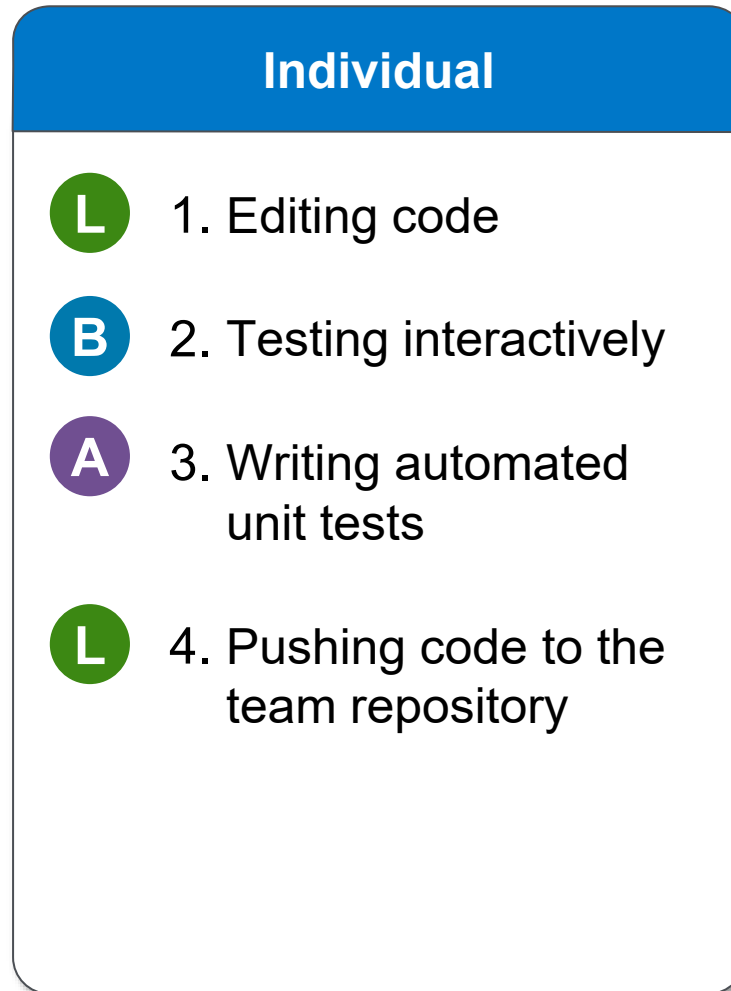 Individual
L 1. Editing code
B 2. Testing interactively
A 3. Writing automated
unit tests
L 4. Pushing code to the
team repository